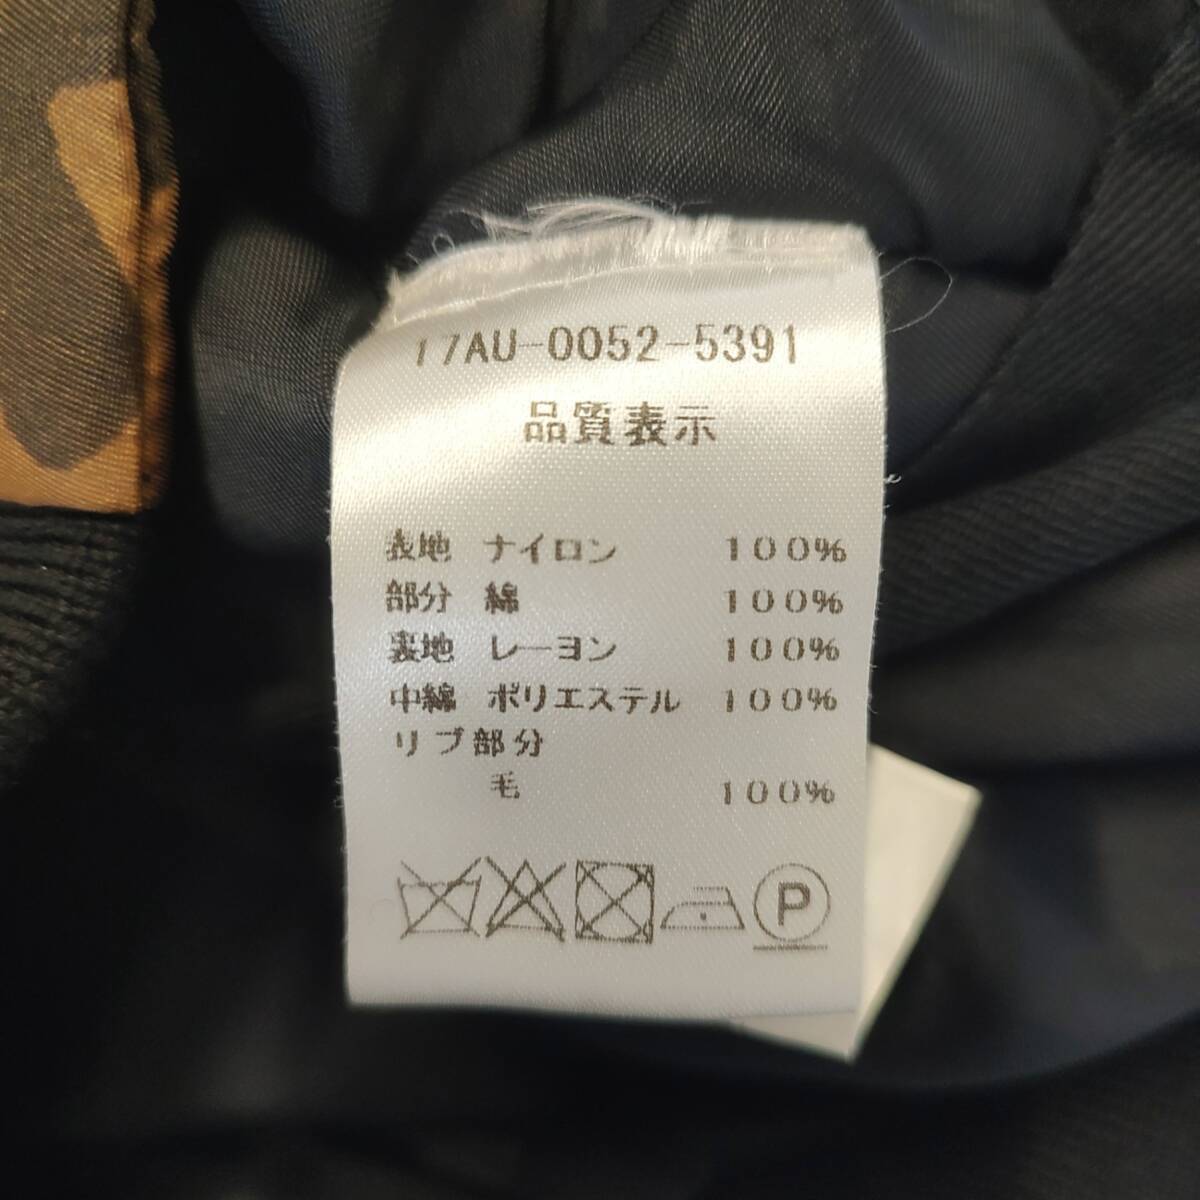 17AU-0052-5391
品質表示
表地 ナイロン 100%
部分 綿 100%
裏地 レーヨン 100%
中綿 ポリエステル 100%
リブ部分
毛 100%
P